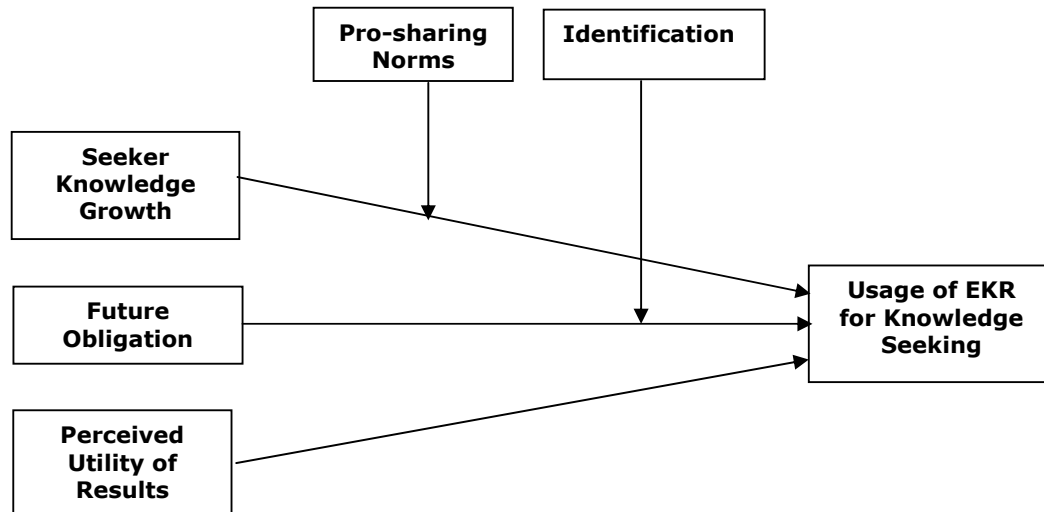 Pro-sharing
Norms
Identification
Seeker
Knowledge
Growth
Future
Obligation
Perceived
Utility of
Results
Usage of EKR
for Knowledge
Seeking